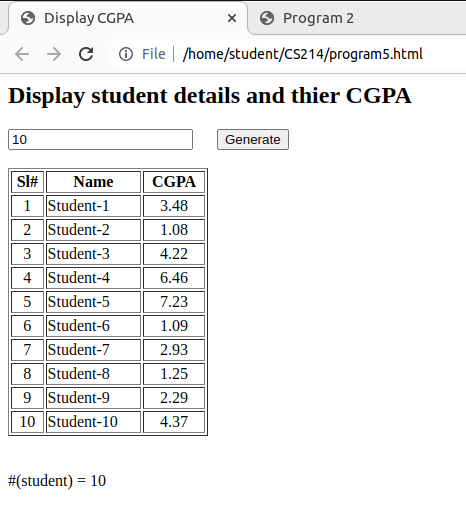 Display CGPA × Program 2
File /home/student/CS214/program5.html
Display student details and thier CGPA
10 Generate
Sl# Name CGPA
1 Student-1 3.48
2 Student-2 1.08
3 Student-3 4.22
4 Student-4 6.46
5 Student-5 7.23
6 Student-6 1.09
7 Student-7 2.93
8 Student-8 1.25
9 Student-9 2.29
10 Student-10 4.37
#(student) = 10